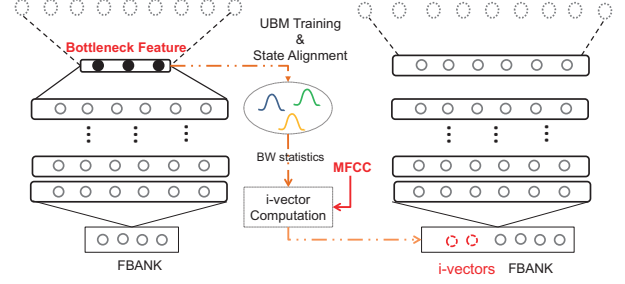 UBM Training
&
State Alignment
Bottleneck Feature
BW statistics
MFCC
i-vector
Computation
FBANK
i-vectors FBANK